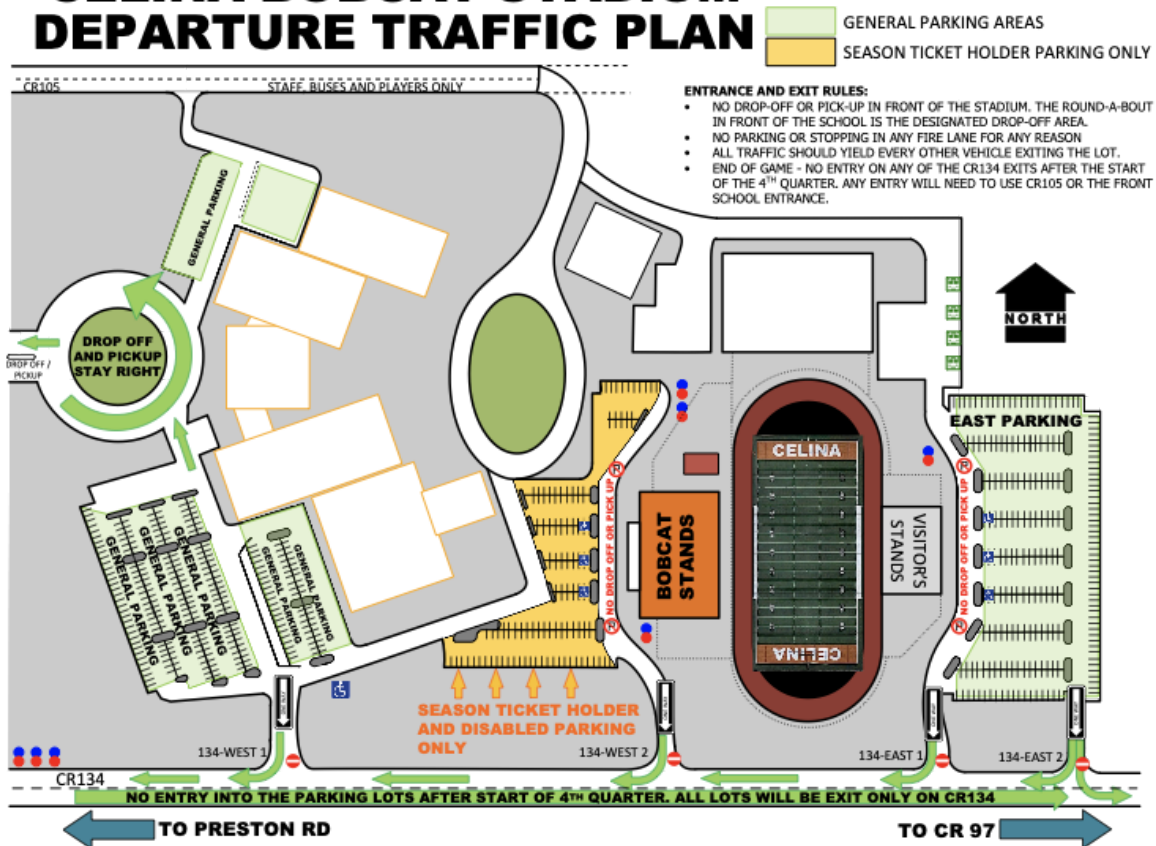 DEPARTURE TRAFFIC PLAN
GENERAL PARKING AREAS
SEASON TICKET HOLDER PARKING ONLY
ENTRANCE AND EXIT RULES:
• NO DROP-OFF OR PICK-UP IN FRONT OF THE STADIUM. THE ROUND-A-BOUT
IN FRONT OF THE SCHOOL IS THE DESIGNATED DROP-OFF AREA.
• NO PARKING OR STOPPING IN ANY FIRE LANE FOR ANY REASON
• ALL TRAFFIC SHOULD YIELD EVERY OTHER VEHICLE EXITING THE LOT.
• END OF GAME - NO ENTRY ON ANY OF THE CR134 EXITS AFTER THE START
OF THE 4TH QUARTER. ANY ENTRY WILL NEED TO USE CR105 OR THE FRONT
SCHOOL ENTRANCE.
CR105
STAFF, BUSES AND PLAYERS ONLY
GENERAL PARKING
NORTH
DROP OFF
AND PICKUP
STAY RIGHT
DROP OFF /
PICKUP
EAST PARKING
CELINA
NO DROP OFF OR PICK UP
BOBCAT
STANDS
VISITOR'S
STANDS
NO DROP OFF OR PICK UP
GENERAL PARKING
GENERAL PARKING
GENERAL PARKING
GENERAL PARKING
GENERAL PARKING
CELINA
SEASON TICKET HOLDER
AND DISABLED PARKING
ONLY
134-WEST 1
134-WEST 2
134-EAST 1
134-EAST 2
CR134
NO ENTRY INTO THE PARKING LOTS AFTER START OF 4TH QUARTER. ALL LOTS WILL BE EXIT ONLY ON CR134
TO PRESTON RD
TO CR 97